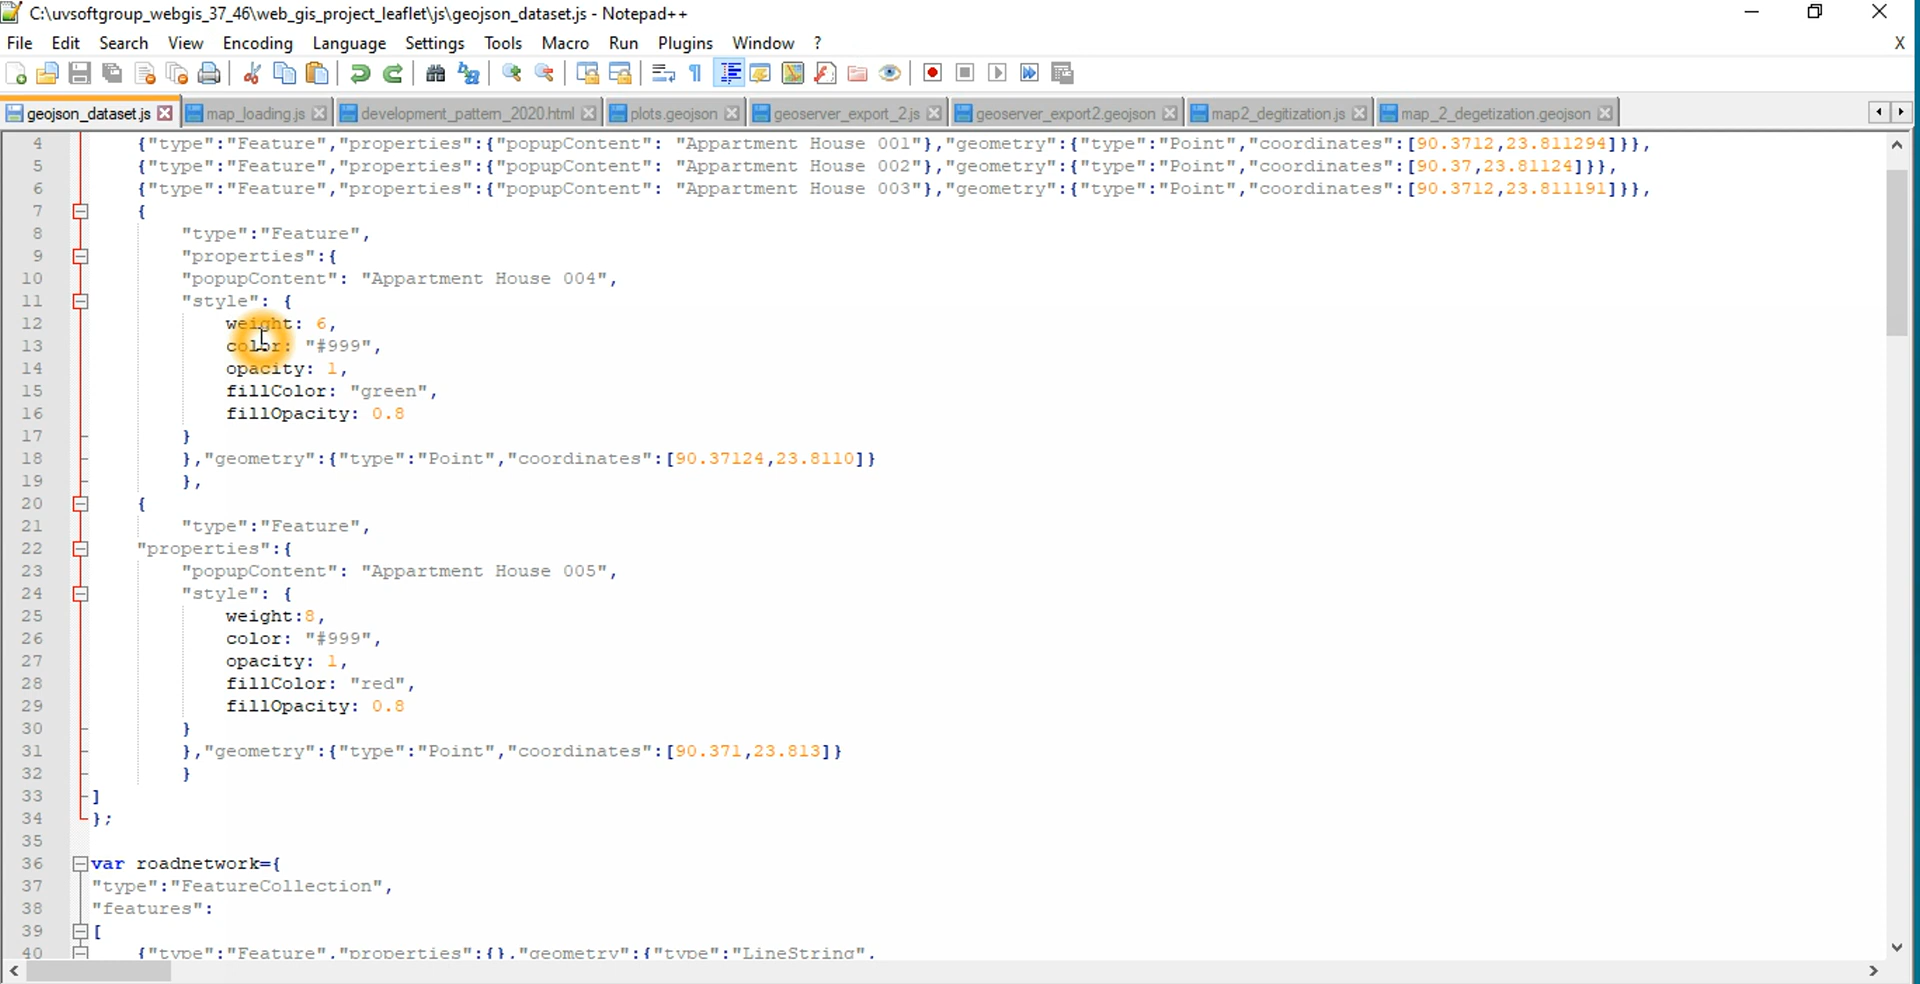 C:\uvsoftgroup_webgis_37_46\web_gis_project_leaflet\js\geojson_dataset.js - Notepad++
File Edit Search View Encoding Language Settings Tools Macro Run Plugins Window ? X
geojson_dataset.js map_loading.js development_pattern_2020.html plots.geojson geoserver_export_2.js geoserver_export2.geojson map2_degitization.js map_2_degetization.geojson
4 {"type":"Feature","properties":{"popupContent": "Appartment House 001"},"geometry":{"type":"Point","coordinates":[90.3712,23.811294]}},
5 {"type":"Feature","properties":{"popupContent": "Appartment House 002"},"geometry":{"type":"Point","coordinates":[90.37,23.81124]}},
6 {"type":"Feature","properties":{"popupContent": "Appartment House 003"},"geometry":{"type":"Point","coordinates":[90.3712,23.811191]}},
7 {
8 "type":"Feature",
9 "properties":{
10 "popupContent": "Appartment House 004",
11 "style": {
12 weight: 6,
13 color: "#999",
14 opacity: 1,
15 fillColor: "green",
16 fillOpacity: 0.8
17 }
18 },"geometry":{"type":"Point","coordinates":[90.37124,23.8110]}
19 },
20 {
21 "type":"Feature",
22 "properties":{
23 "popupContent": "Appartment House 005",
24 "style": {
25 weight:8,
26 color: "#999",
27 opacity: 1,
28 fillColor: "red",
29 fillOpacity: 0.8
30 }
31 },"geometry":{"type":"Point","coordinates":[90.371,23.813]}
32 }
33 ]
34 };
35
36 var roadnetwork={
37 "type":"FeatureCollection",
38 "features":
39 [
40 {"type":"Feature","properties":{},"geometry":{"type":"LineString",